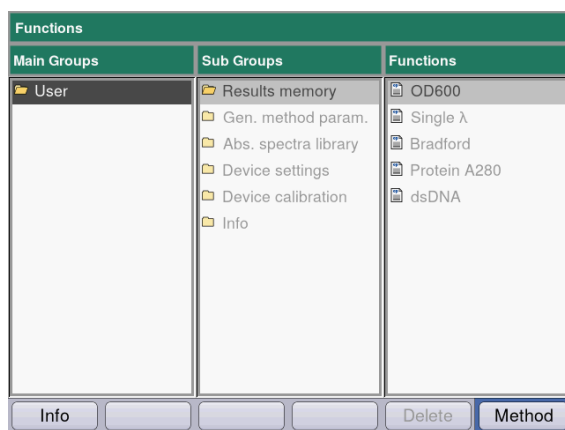 Functions
Main Groups
Sub Groups
Functions
User
Results memory
Gen. method param.
Abs. spectra library
Device settings
Device calibration
Info
OD600
Single λ
Bradford
Protein A280
dsDNA
Info
Delete
Method